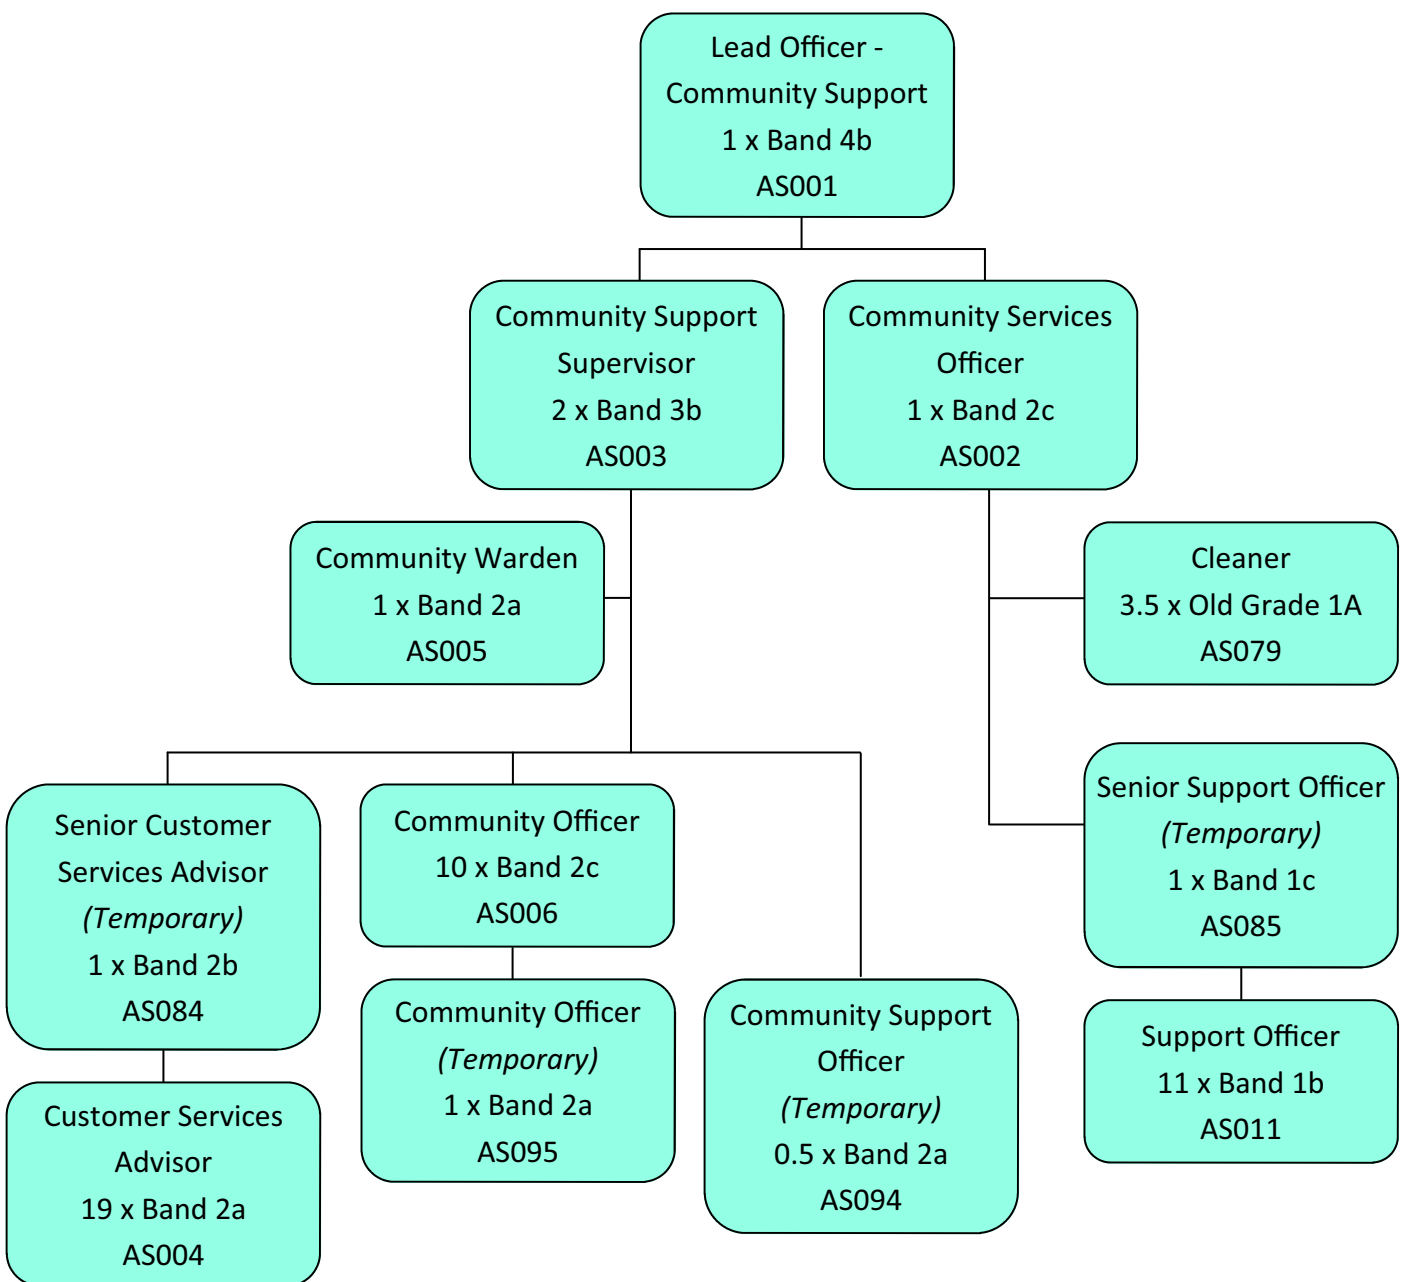 Lead Officer -
Community Support
1 x Band 4b
AS001
Community Support
Supervisor
2 x Band 3b
AS003
Community Services
Officer
1 x Band 2c
AS002
Community Warden
1 x Band 2a
AS005
Cleaner
3.5 x Old Grade 1A
AS079
Senior Customer
Services Advisor
(Temporary)
1 x Band 2b
AS084
Community Officer
10 x Band 2c
AS006
Senior Support Officer
(Temporary)
1 x Band 1c
AS085
Customer Services
Advisor
19 x Band 2a
AS004
Community Officer
(Temporary)
1 x Band 2a
AS095
Community Support
Officer
(Temporary)
0.5 x Band 2a
AS094
Support Officer
11 x Band 1b
AS011